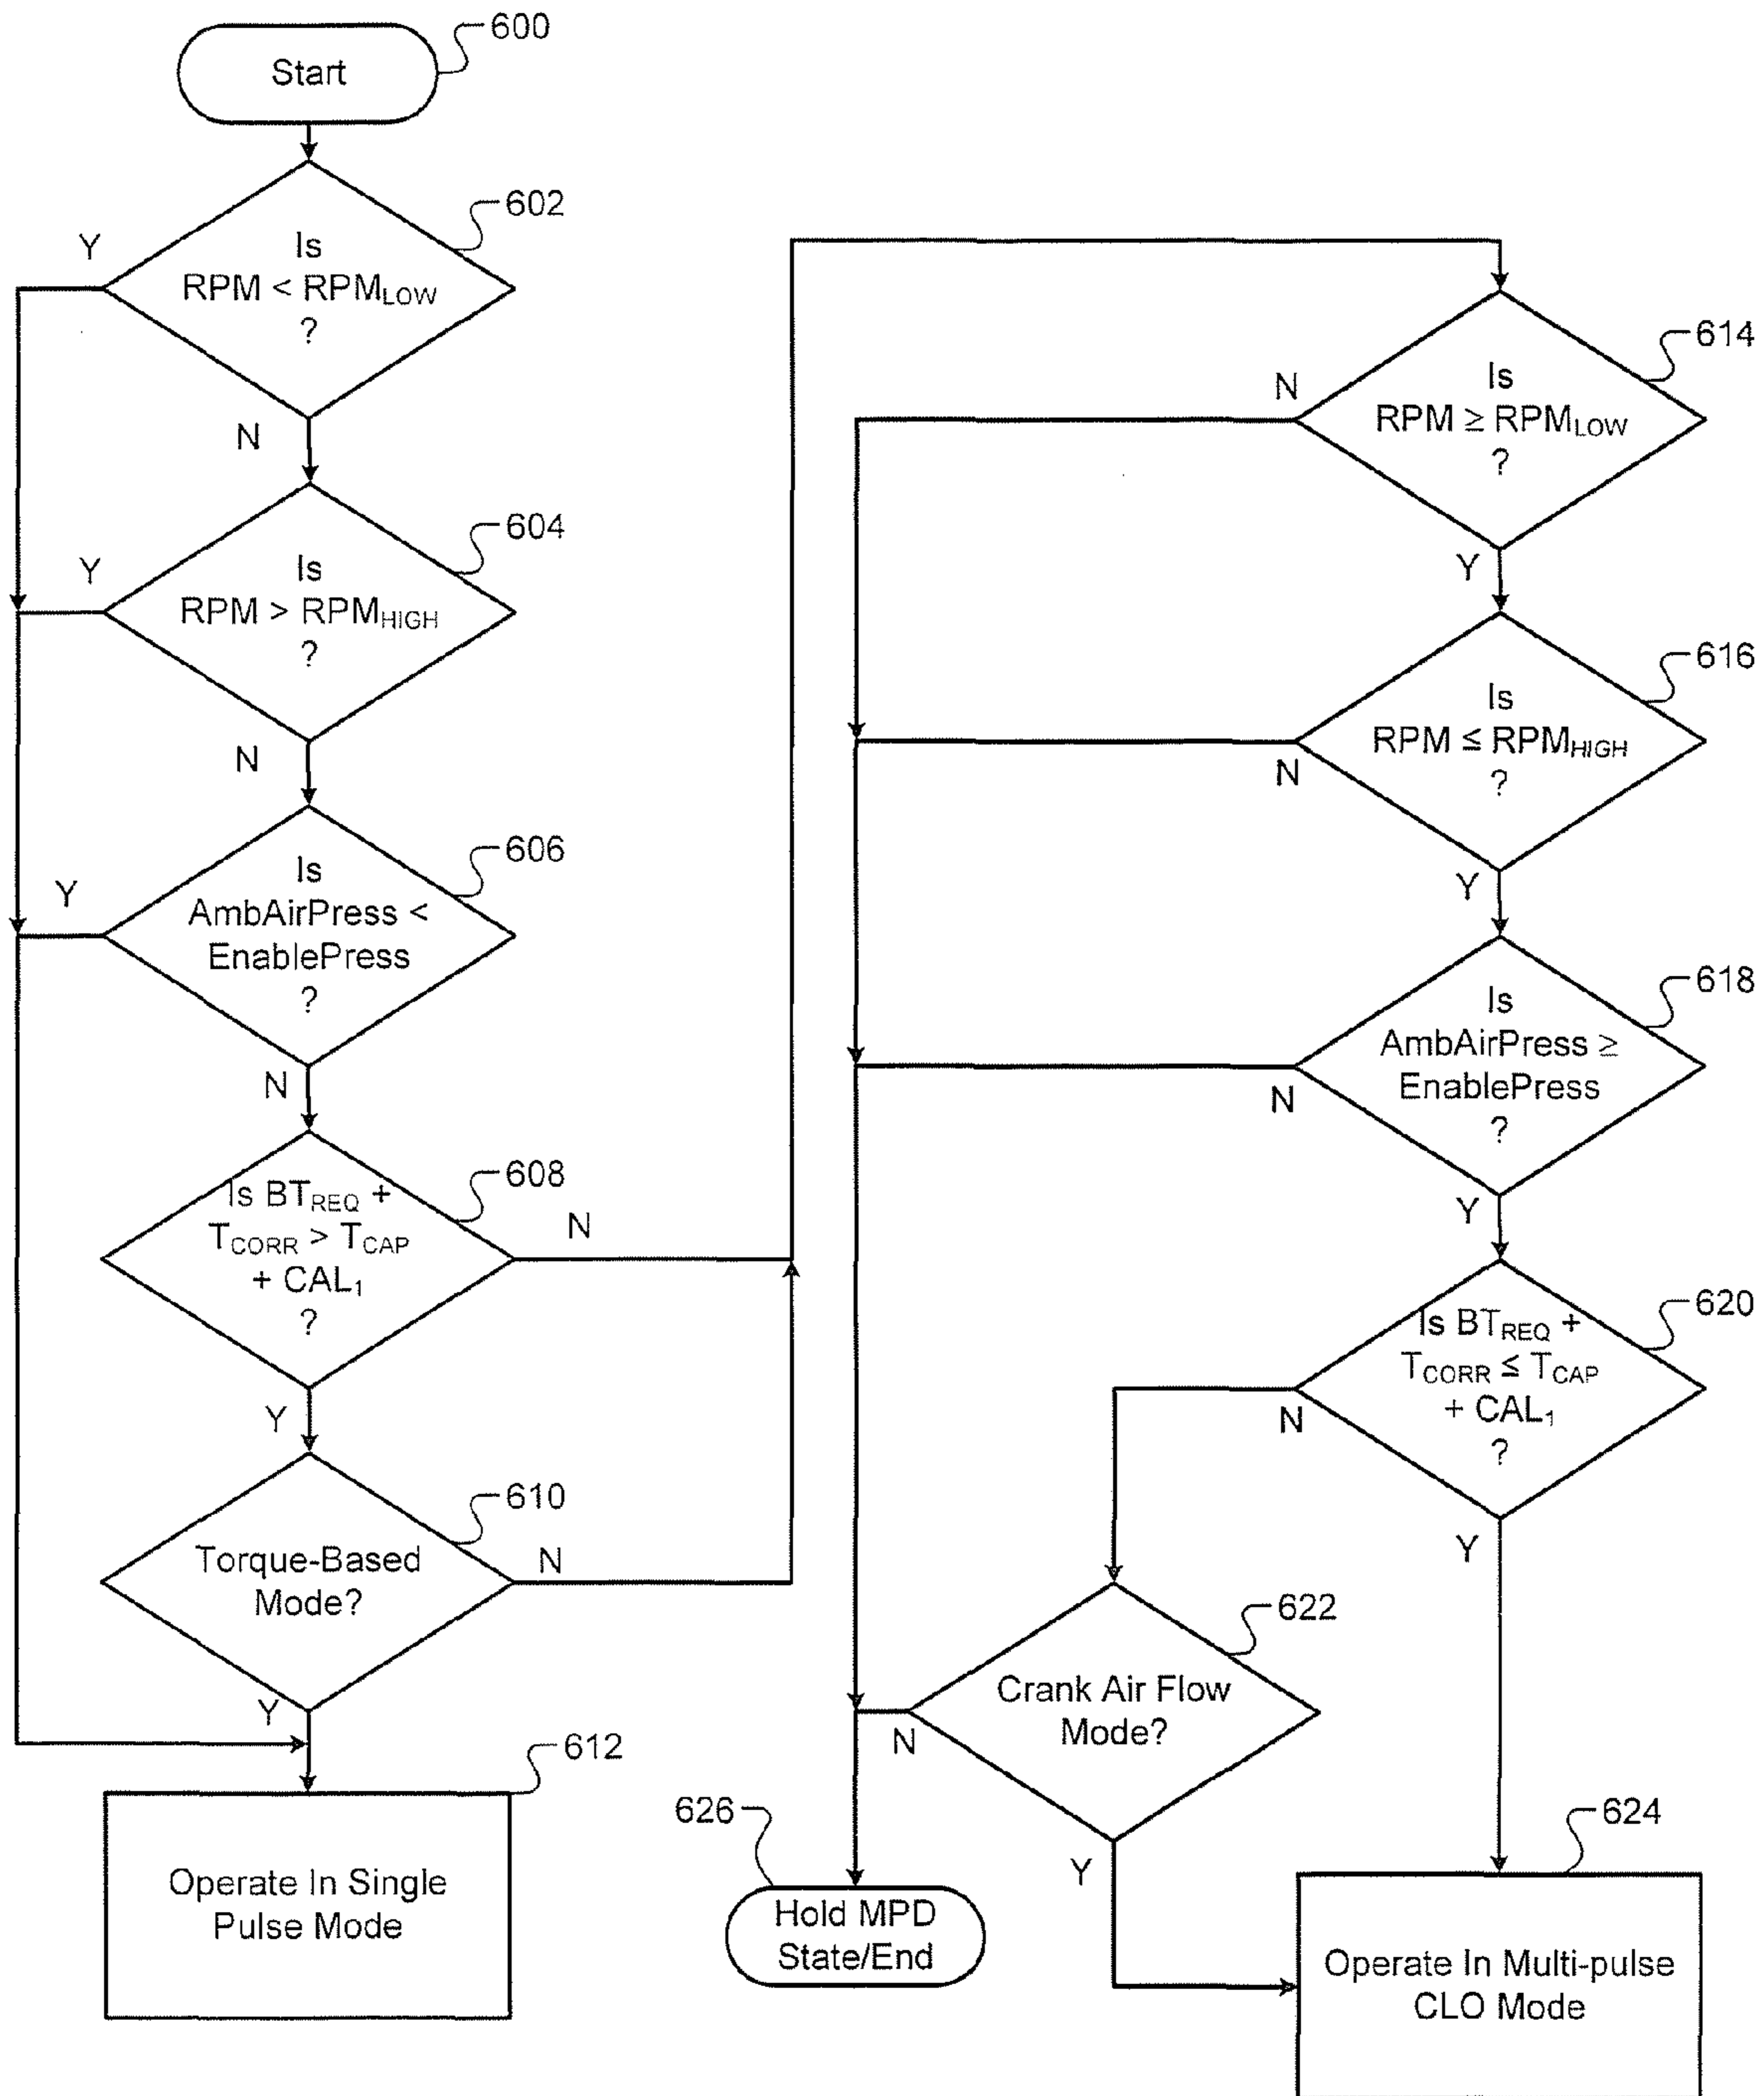 600
Start
602
Y
Is
RPM < RPMLOW
?
N
604
Y
Is
RPM > RPMHIGH
?
N
606
Y
Is
AmbAirPress <
EnablePress
?
N
608
Is BTREQ +
TCORR > TCAP
+ CAL1
?
N
Y
610
Torque-Based
Mode?
N
Y
612
Operate In Single
Pulse Mode
614
N
Is
RPM ≥ RPMLOW
?
Y
616
Is
RPM ≤ RPMHIGH
?
N
Y
618
Is
AmbAirPress ≥
EnablePress
?
N
Y
620
Is BTREQ +
TCORR ≤ TCAP
+ CAL1
?
N
Y
622
Crank Air Flow
Mode?
N
Y
626
Hold MPD
State/End
624
Operate In Multi-pulse
CLO Mode